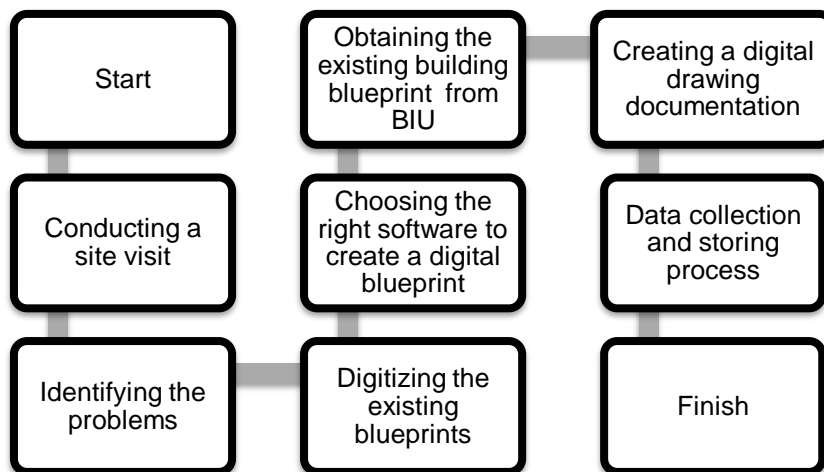 Start
Conducting a
site visit
Identifying the
problems
Digitizing the
existing
blueprints
Choosing the
right software to
create a digital
blueprint
Obtaining the
existing building
blueprint from
BIU
Creating a digital
drawing
documentation
Data collection
and storing
process
Finish